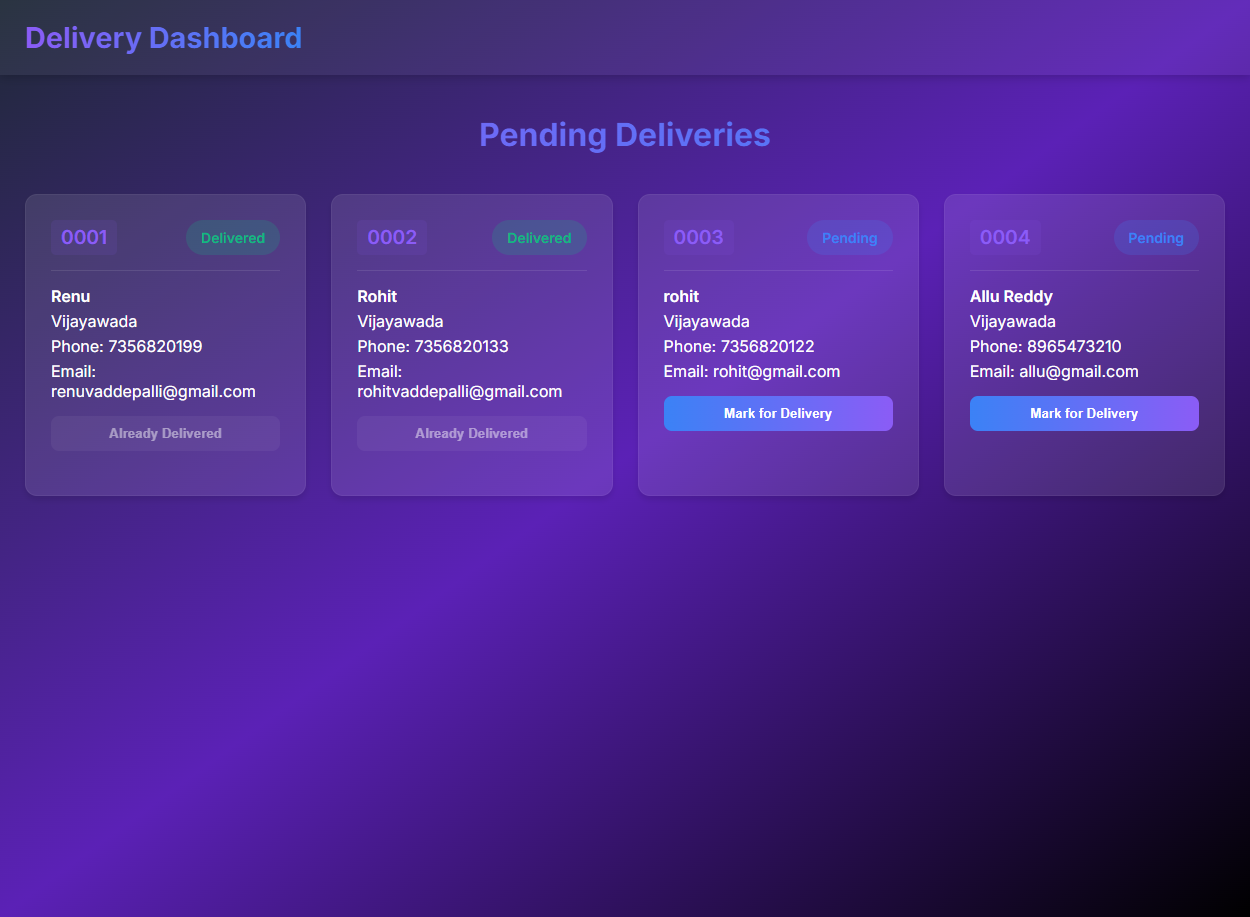 Delivery Dashboard
Pending Deliveries
0001 Delivered
Renu
Vijayawada
Phone: 7356820199
Email:
renuvaddepalli@gmail.com
Already Delivered
0002 Delivered
Rohit
Vijayawada
Phone: 7356820133
Email:
rohitvaddepalli@gmail.com
Already Delivered
0003 Pending
rohit
Vijayawada
Phone: 7356820122
Email: rohit@gmail.com
Mark for Delivery
0004 Pending
Allu Reddy
Vijayawada
Phone: 8965473210
Email: allu@gmail.com
Mark for Delivery